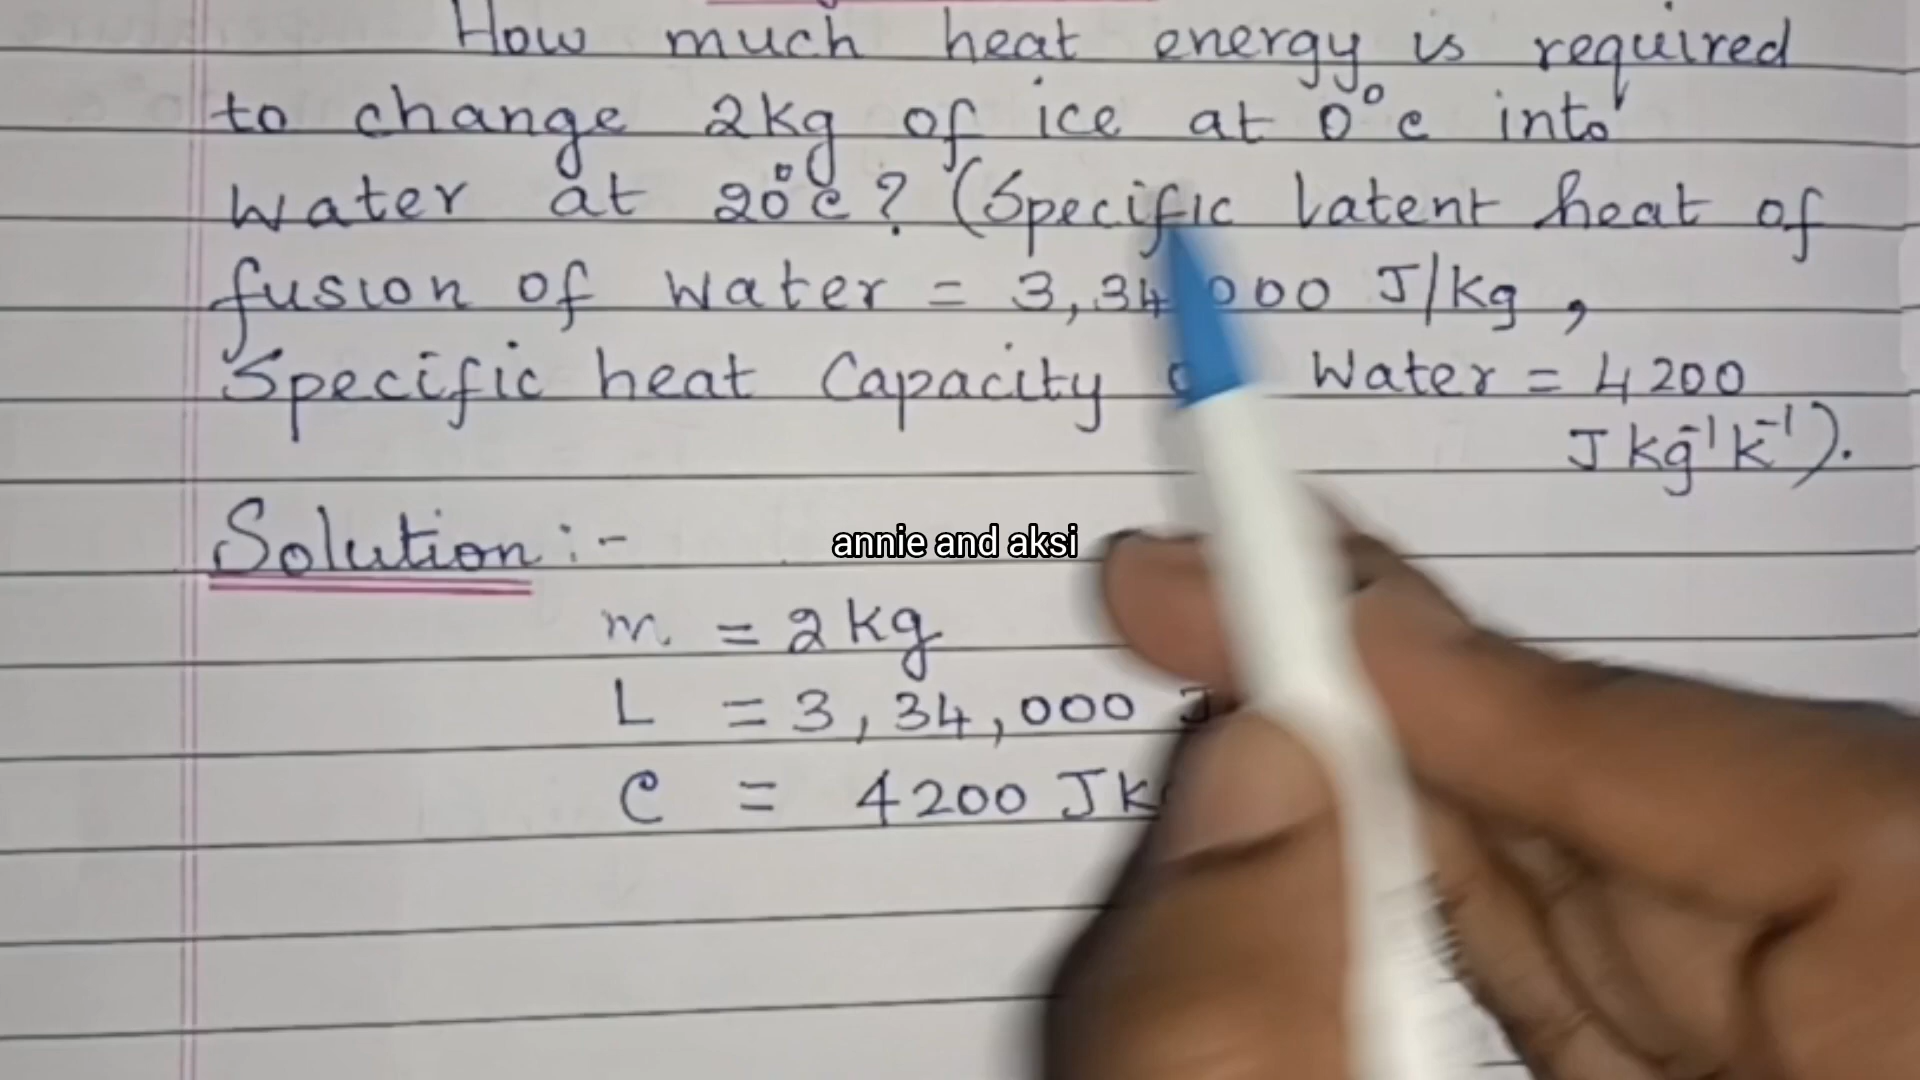 How much heat energy is required
to change 2kg of ice at 0°c into
water at 20°c? (Specific latent heat of
fusion of water = 3,34 000 J/kg,
Specific heat capacity water = 4200
J kg⁻¹ k⁻¹).
Solution :-
annie and aksi
m = 2kg
L = 3,34,000 J
C = 4200 Jk